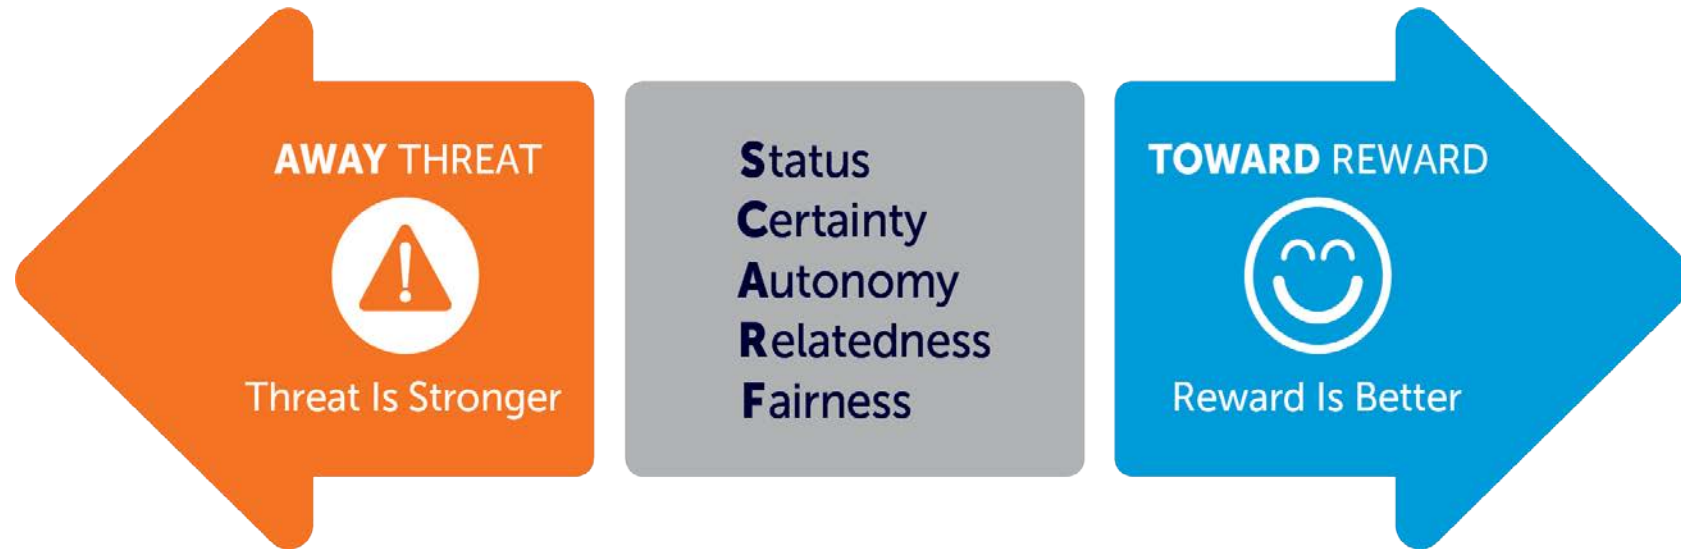 AWAY THREAT
Threat Is Stronger
Status
Certainty
Autonomy
Relatedness
Fairness
TOWARD REWARD
Reward Is Better